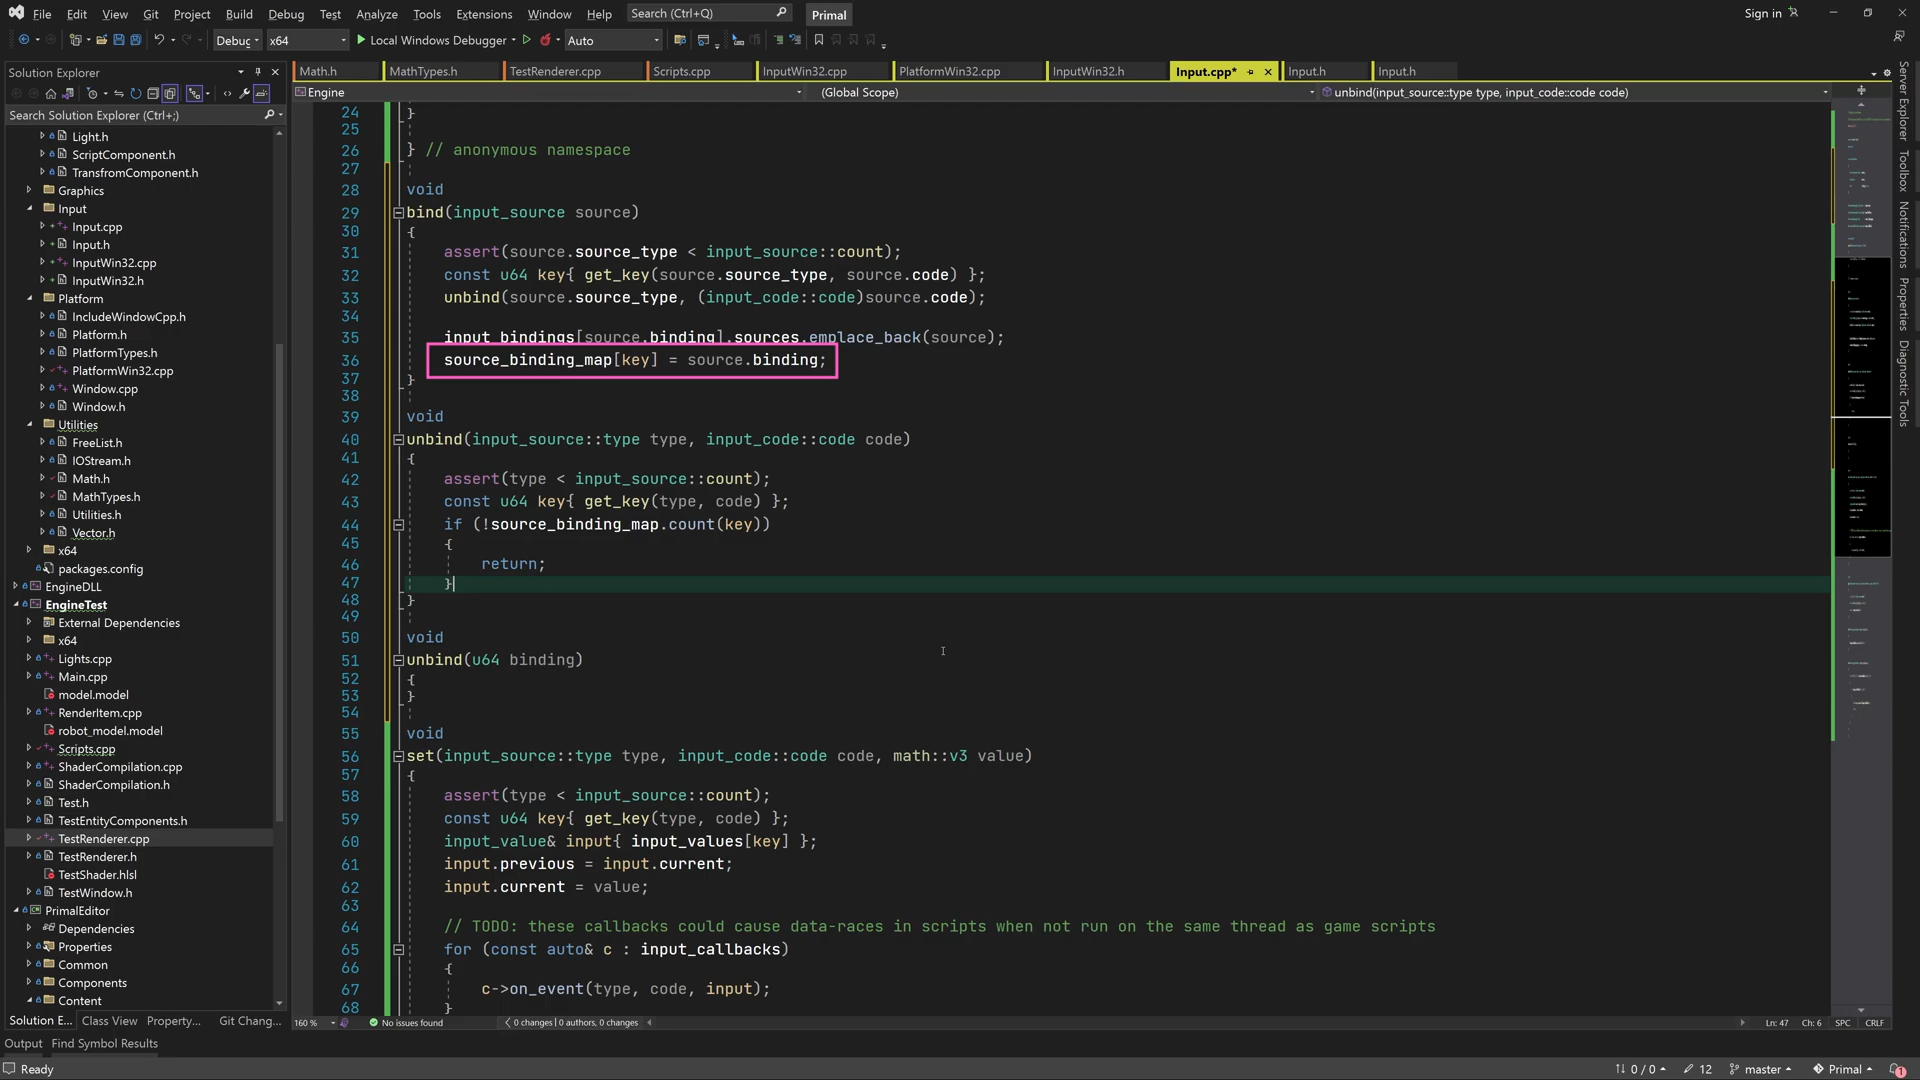 File Edit View Git Project Build Debug Test Analyze Tools Extensions Window Help Search (Ctrl+Q) Primal Sign in
Debug x64 Local Windows Debugger Auto
Solution Explorer
Math.h MathTypes.h TestRenderer.cpp Scripts.cpp InputWin32.cpp PlatformWin32.cpp InputWin32.h Input.cpp* Input.h Input.h
Engine (Global Scope) unbind(input_source::type type, input_code::code code)
Search Solution Explorer (Ctrl+;)
Light.h
ScriptComponent.h
TransfromComponent.h
Graphics
Input
Input.cpp
Input.h
InputWin32.cpp
InputWin32.h
Platform
IncludeWindowCpp.h
Platform.h
PlatformTypes.h
PlatformWin32.cpp
Window.cpp
Window.h
Utilities
FreeList.h
IOStream.h
Math.h
MathTypes.h
Utilities.h
Vector.h
x64
packages.config
EngineDLL
EngineTest
External Dependencies
x64
Lights.cpp
Main.cpp
model.model
RenderItem.cpp
robot_model.model
Scripts.cpp
ShaderCompilation.cpp
ShaderCompilation.h
Test.h
TestEntityComponents.h
TestRenderer.cpp
TestRenderer.h
TestShader.hlsl
TestWindow.h
PrimalEditor
Dependencies
Properties
Common
Components
Content
Solution E... Class View Property... Git Chang...
24 }
25
26 } // anonymous namespace
27
28 void
29 bind(input_source source)
30 {
31 assert(source.source_type < input_source::count);
32 const u64 key{ get_key(source.source_type, source.code) };
33 unbind(source.source_type, (input_code::code)source.code);
34
35 input_bindings[source.binding].sources.emplace_back(source);
36 source_binding_map[key] = source.binding;
37 }
38
39 void
40 unbind(input_source::type type, input_code::code code)
41 {
42 assert(type < input_source::count);
43 const u64 key{ get_key(type, code) };
44 if (!source_binding_map.count(key))
45 {
46 return;
47 }
48 }
49
50 void
51 unbind(u64 binding)
52 {
53 }
54
55 void
56 set(input_source::type type, input_code::code code, math::v3 value)
57 {
58 assert(type < input_source::count);
59 const u64 key{ get_key(type, code) };
60 input_value& input{ input_values[key] };
61 input.previous = input.current;
62 input.current = value;
63
64 // TODO: these callbacks could cause data-races in scripts when not run on the same thread as game scripts
65 for (const auto& c : input_callbacks)
66 {
67 c->on_event(type, code, input);
68 }
Server Explorer
Toolbox
Notifications
Properties
Diagnostic Tools
160 % No issues found 0 changes | 0 authors, 0 changes Ln: 47 Ch: 6 SPC CRLF
Output Find Symbol Results
Ready 0 / 0 12 master Primal 1